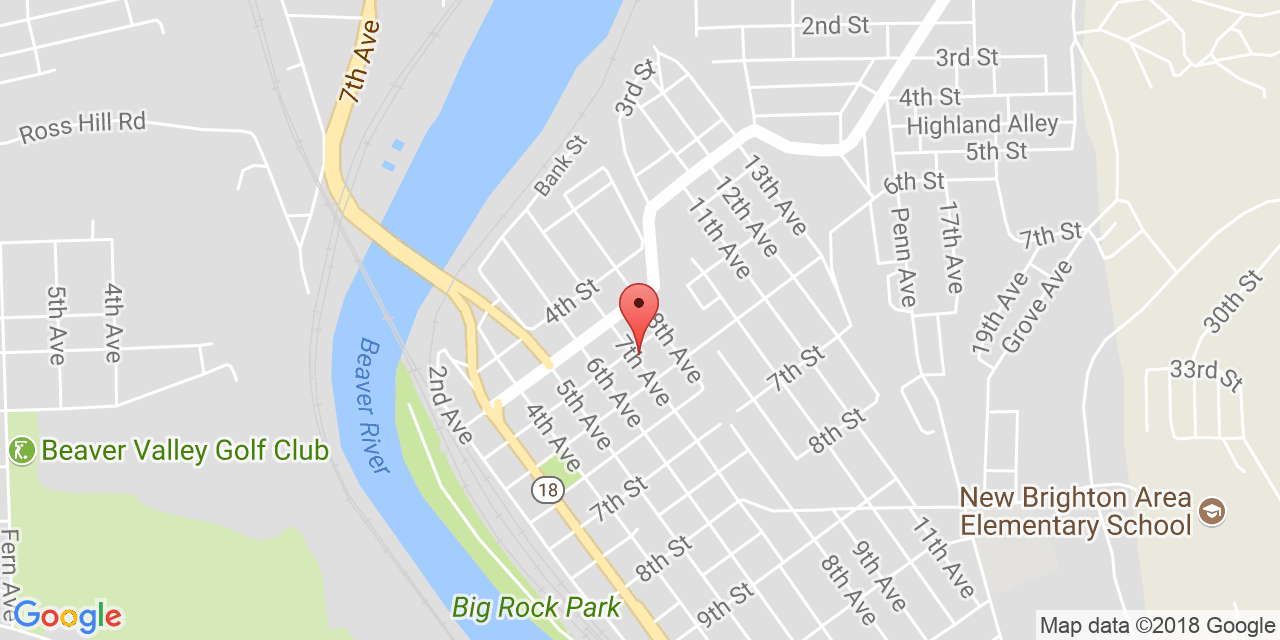 2nd St
7th Ave
3rd St
3rd St
4th St
Ross Hill Rd
Highland Alley
5th St
Bank St
13th Ave
6th St
12th Ave
11th Ave
Penn Ave
17th Ave
7th St
5th Ave
4th Ave
4th St
19th Ave
Grove Ave
30th St
8th Ave
7th Ave
Beaver River
2nd Ave
6th Ave
5th Ave
4th Ave
7th St
33rd St
8th St
Beaver Valley Golf Club
18
7th St
New Brighton Area
Elementary School
Fern Ave
8th St
11th Ave
9th Ave
8th Ave
9th St
Big Rock Park
Google
Map data ©2018 Google